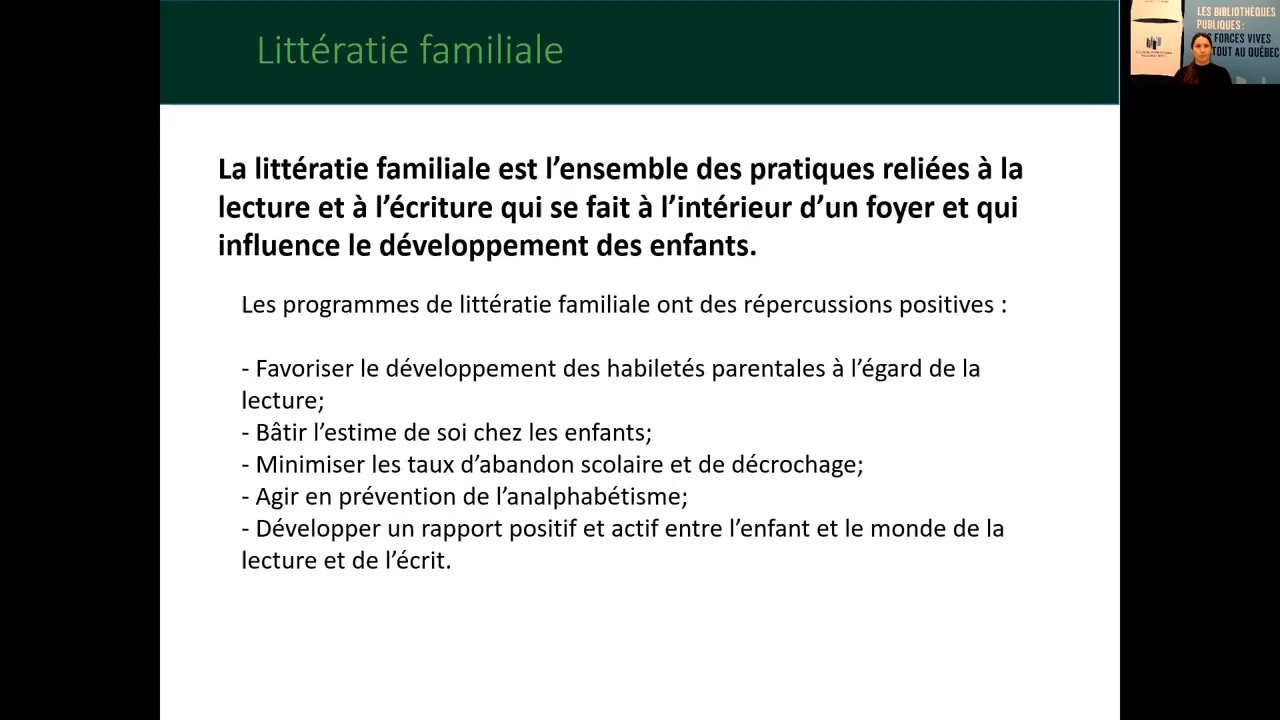 Littératie familiale
La littératie familiale est l’ensemble des pratiques reliées à la
lecture et à l’écriture qui se fait à l’intérieur d’un foyer et qui
influence le développement des enfants.
Les programmes de littératie familiale ont des répercussions positives :
- Favoriser le développement des habiletés parentales à l’égard de la
lecture;
- Bâtir l’estime de soi chez les enfants;
- Minimiser les taux d’abandon scolaire et de décrochage;
- Agir en prévention de l’analphabétisme;
- Développer un rapport positif et actif entre l’enfant et le monde de la
lecture et de l’écrit.
LES BIBLIOTHÈQUES
PUBLIQUES :
FORCES VIVES
TOUT AU QUÉBEC